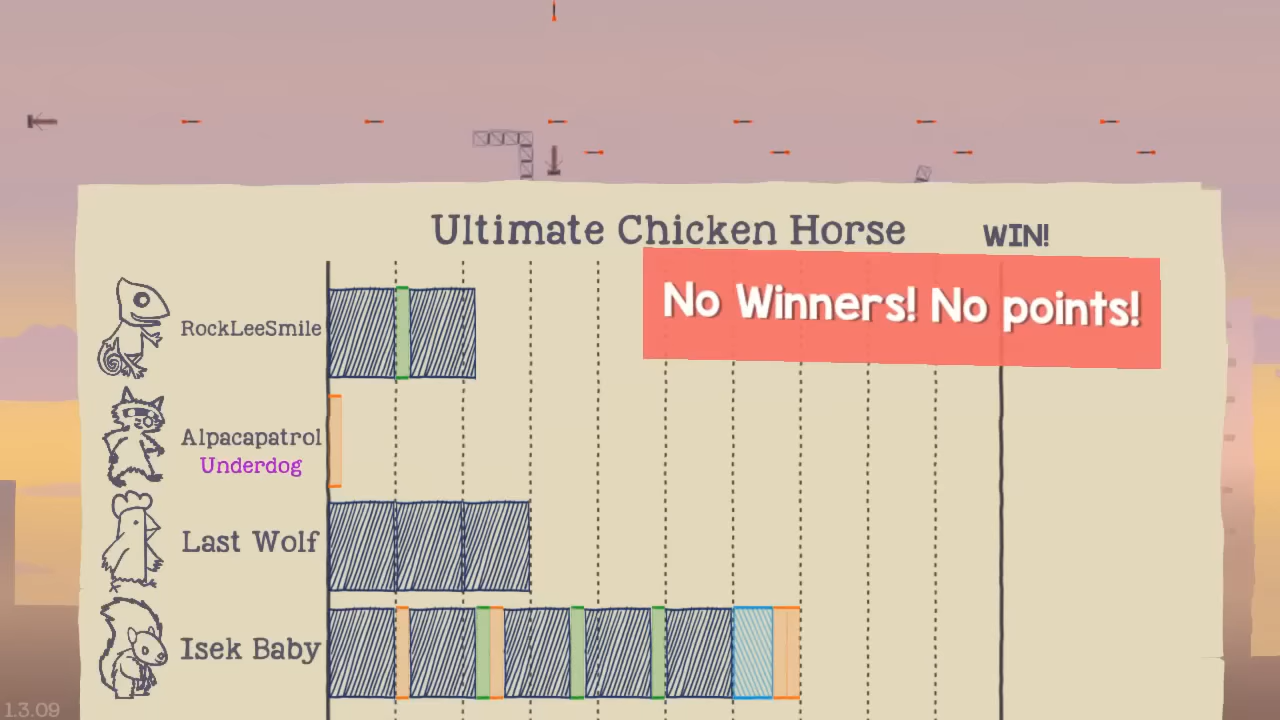 Ultimate Chicken Horse
WIN!
No Winners! No points!
RockLeeSmile
Alpacapatrol
Underdog
Last Wolf
Isek Baby
1.3.09